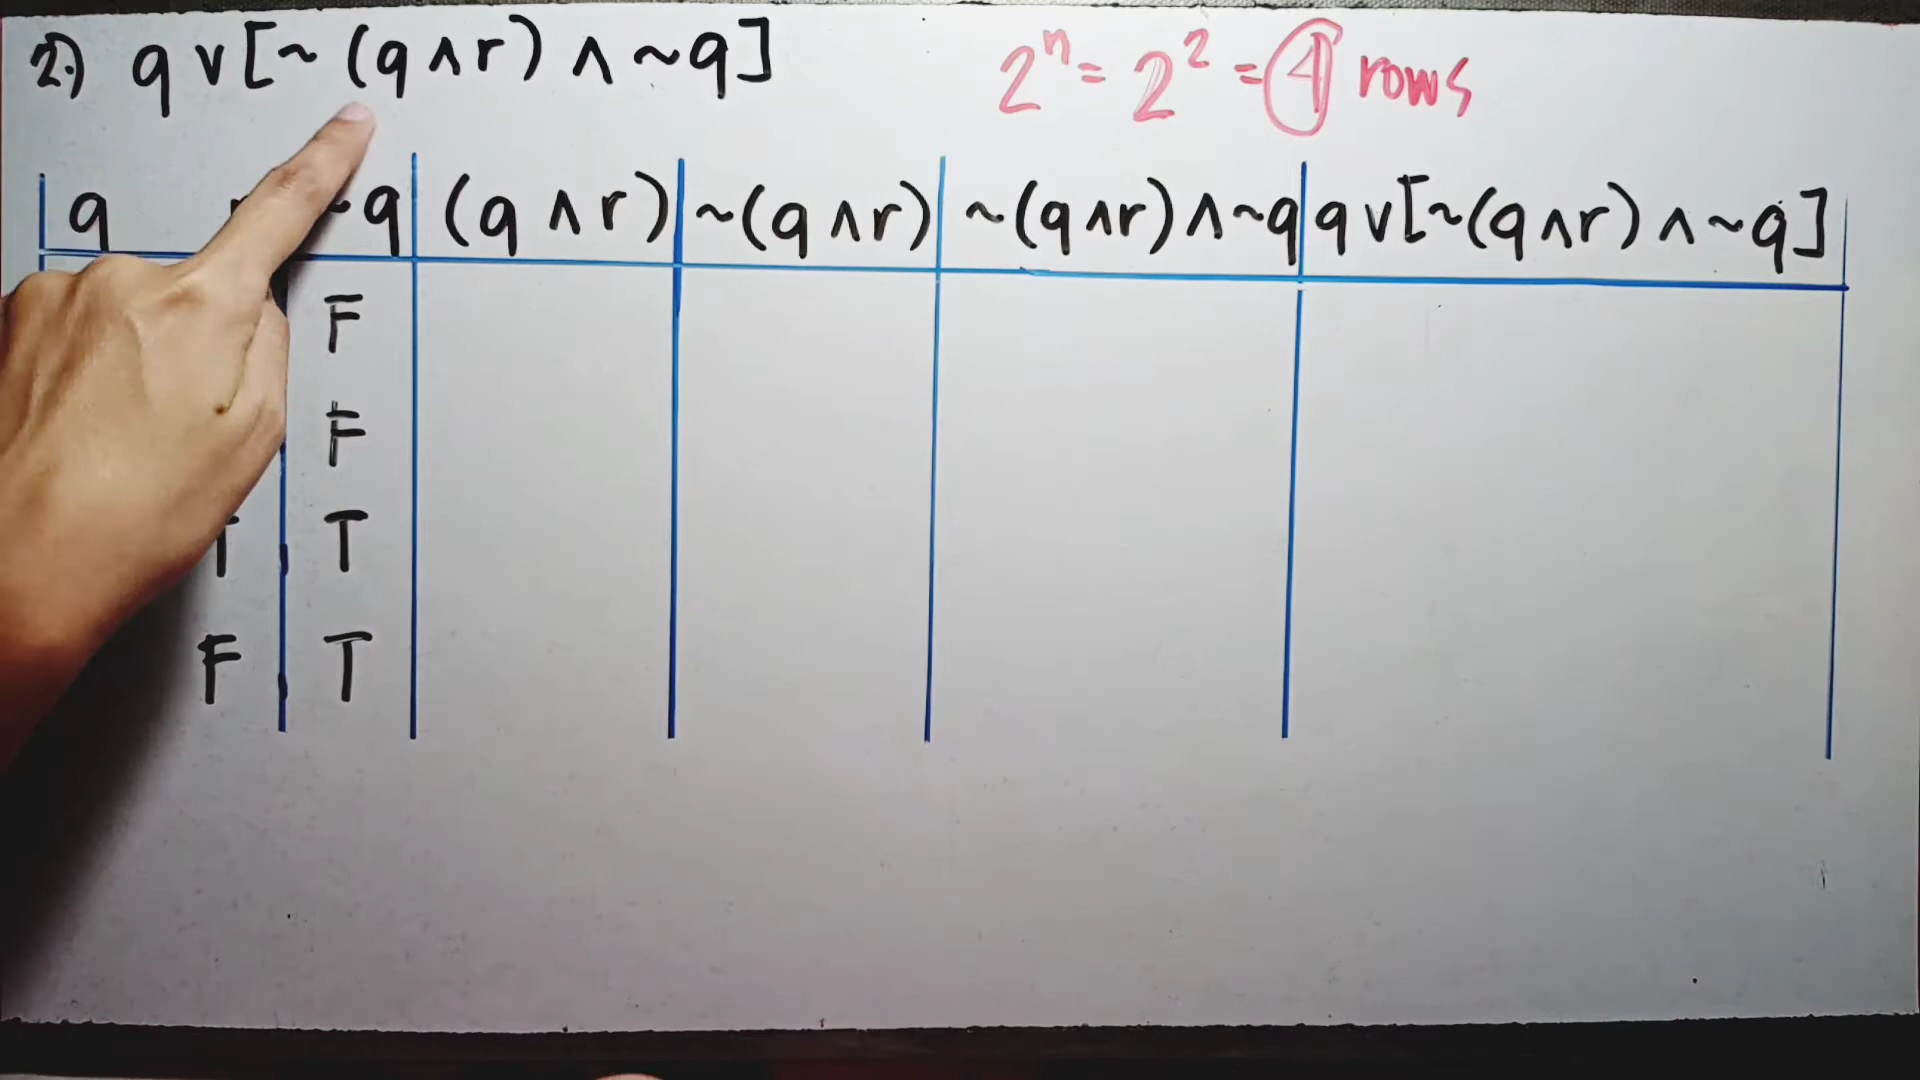 2.) q v [~ (q ∧ r) ∧ ~q]
2ⁿ = 2² = 4 rows
q ~q (q ∧ r) ~(q ∧ r) ~(q ∧ r) ∧ ~q q v [~(q ∧ r) ∧ ~q]
F
F
T T
F T